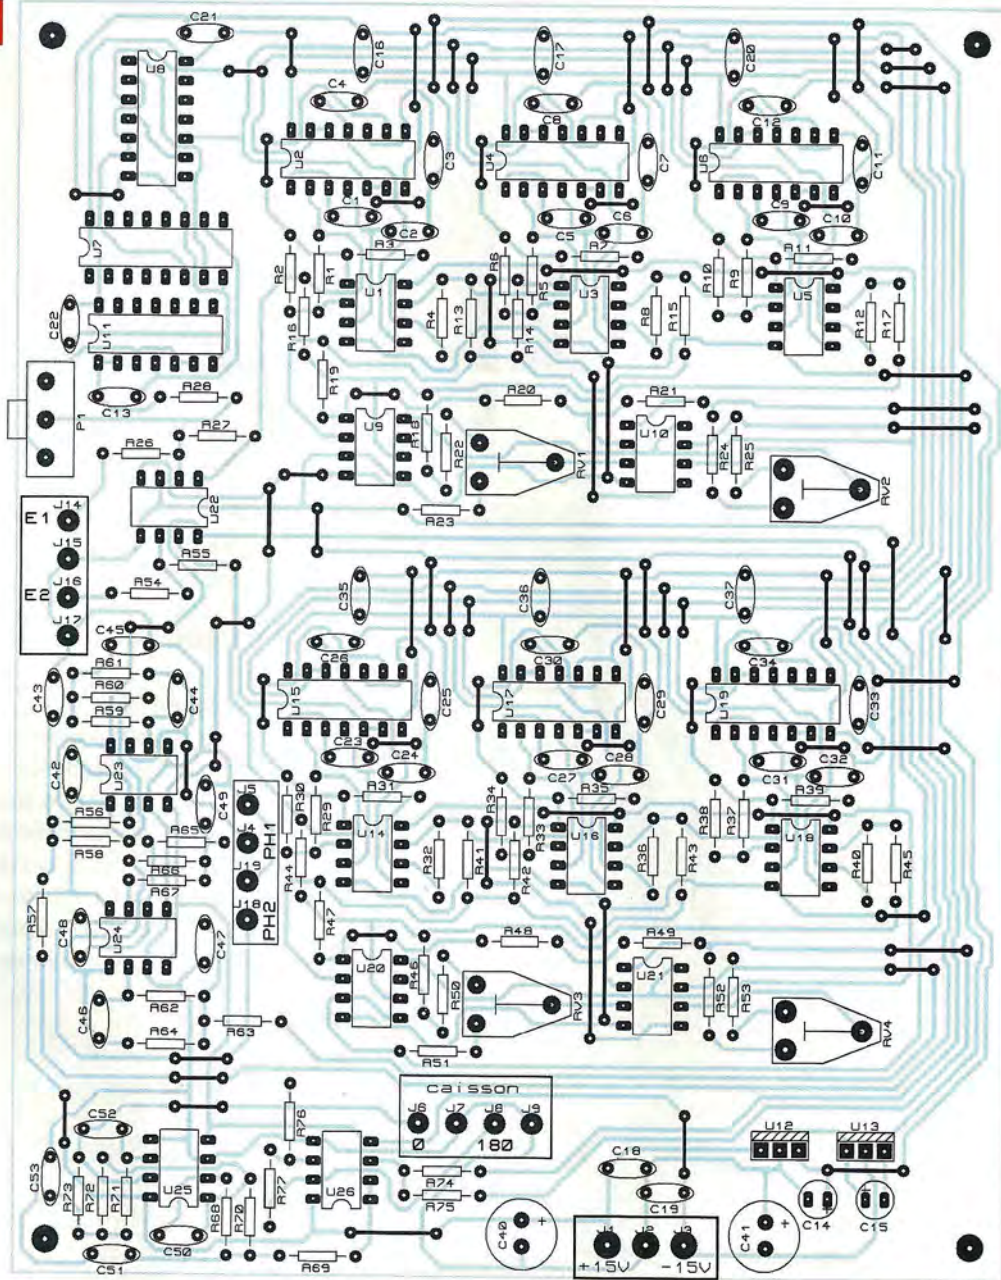 C21
U8
C16
C17
C20
C4
C8
C12
U2
C3
U4
C7
U6
C11
C1
C2
C5
C6
C9
C10
U7
R2
R1
R3
R6
R5
R7
R10
R9
R11
C22
U11
R16
U1
R4
R13
R14
U3
R8
R15
U5
R12
R17
P1
C13
R28
R19
R20
R21
R27
R26
U9
R18
R22
RV1
U10
R24
R25
RV2
E1
J14
J15
E2
J16
J17
U22
R23
R55
R54
C35
C36
C37
C45
C26
C30
C34
C43
R61
R60
R59
C44
U15
C25
U17
C29
U19
C33
C23
C24
C27
C28
C31
C32
C42
U23
C49
J5
J4
PH1
J19
J18
PH2
R30
R29
R31
R34
R33
R35
R38
R37
R39
R56
R58
R65
R66
R67
R44
U14
R32
R41
R42
U16
R36
R43
U18
R40
R45
R57
C48
U24
C47
R47
R48
R49
U20
R46
R50
RV3
U21
R52
R53
RV4
C46
R62
R64
R63
R51
caisson
J6
J7
J8
J9
0
180
C52
R76
U12
U13
C53
R73
R72
R71
U25
R68
R70
R77
U26
R74
R75
C18
C19
+
C14
+
C15
C50
C51
R69
C40
+
J1
J2
J3
+15V
-15V
C41
+